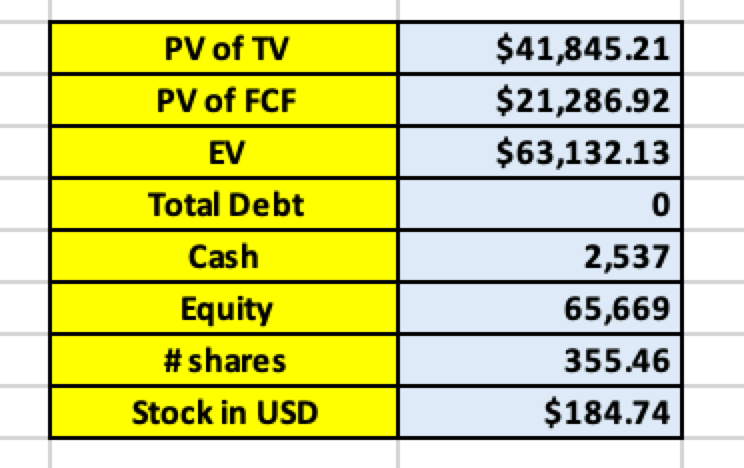 PV of TV $41,845.21
PV of FCF $21,286.92
EV $63,132.13
Total Debt 0
Cash 2,537
Equity 65,669
# shares 355.46
Stock in USD $184.74